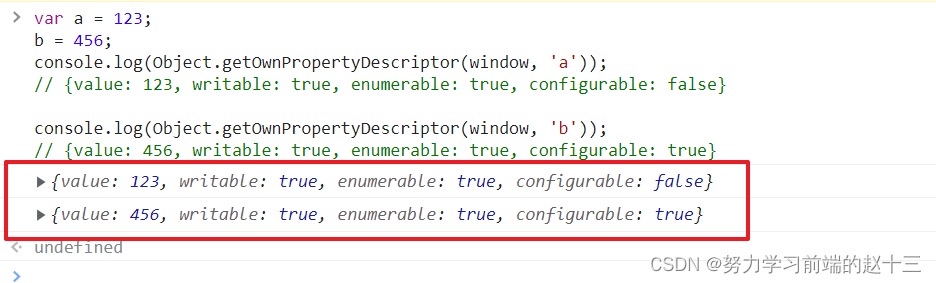 var a = 123;
b = 456;
console.log(Object.getOwnPropertyDescriptor(window, 'a'));
// {value: 123, writable: true, enumerable: true, configurable: false}
console.log(Object.getOwnPropertyDescriptor(window, 'b'));
// {value: 456, writable: true, enumerable: true, configurable: true}
{value: 123, writable: true, enumerable: true, configurable: false}
{value: 456, writable: true, enumerable: true, configurable: true}
undefined
CSDN @努力学习前端的赵十三